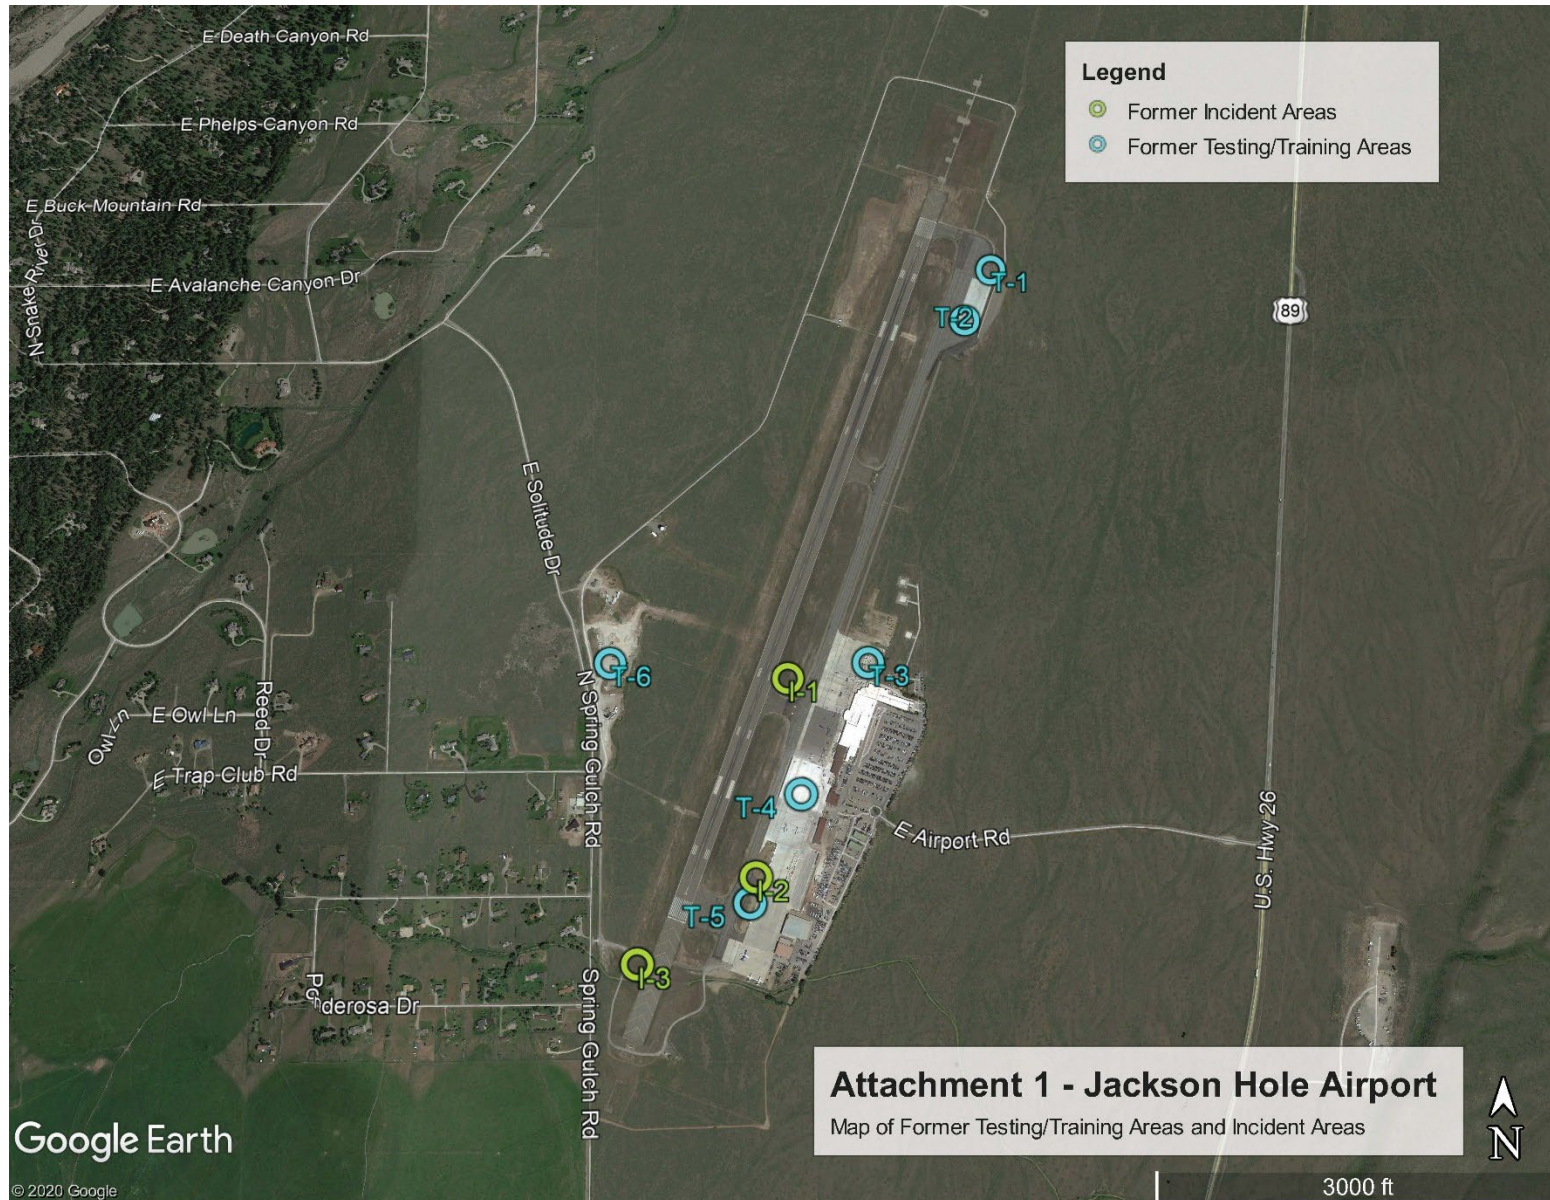 E Death Canyon Rd
Legend
Former Incident Areas
Former Testing/Training Areas
E Phelps Canyon Rd
E Buck Mountain Rd
N Snake River Dr
E Avalanche Canyon Dr
T-1
T-2
89
E Solitude Dr
T-6
I-1
T-3
N Spring Gulch Rd
Reed Dr
E Owl Ln
Owl Ln
E Trap Club Rd
T-4
E Airport Rd
U.S. Hwy 26
I-2
T-5
I-3
Ponderosa Dr
Spring Gulch Rd
Attachment 1 - Jackson Hole Airport
Map of Former Testing/Training Areas and Incident Areas
N
Google Earth
© 2020 Google
3000 ft